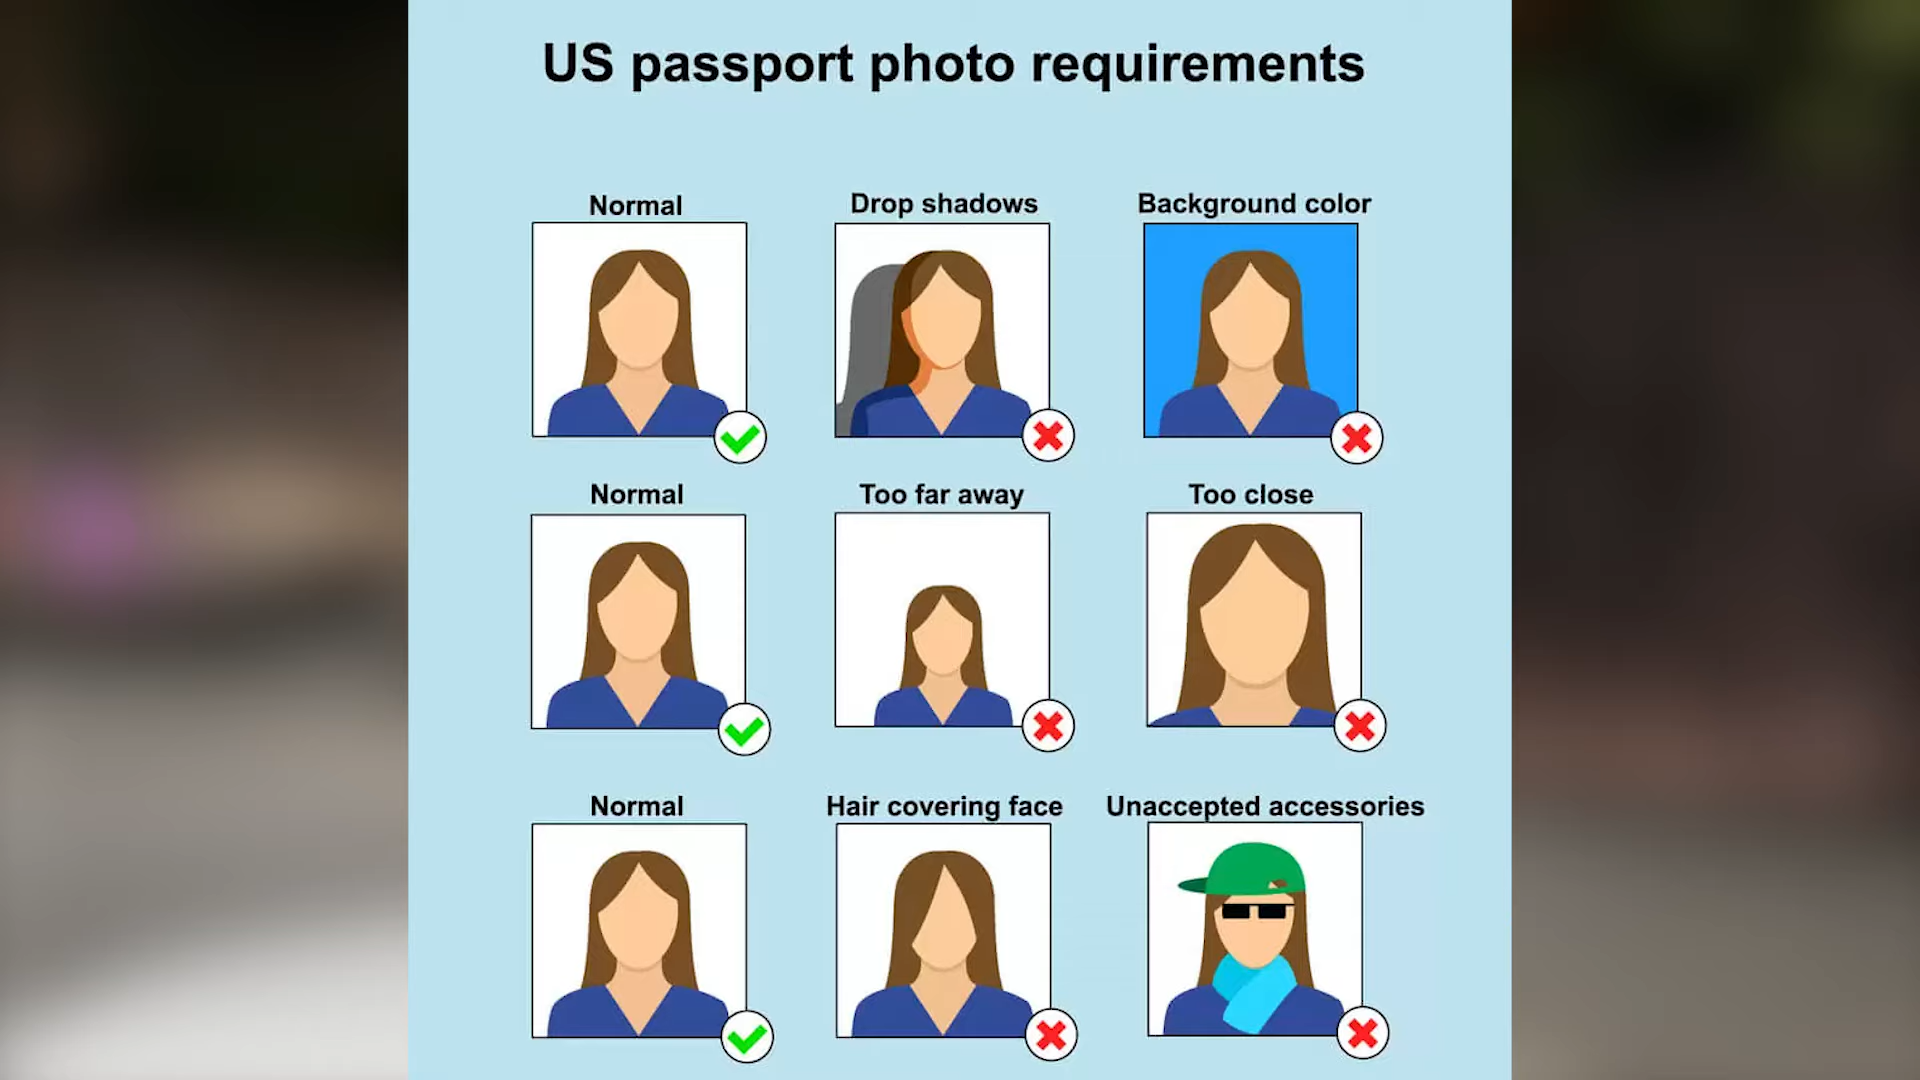 US passport photo requirements
Normal
Drop shadows
Background color
Normal
Too far away
Too close
Normal
Hair covering face
Unaccepted accessories